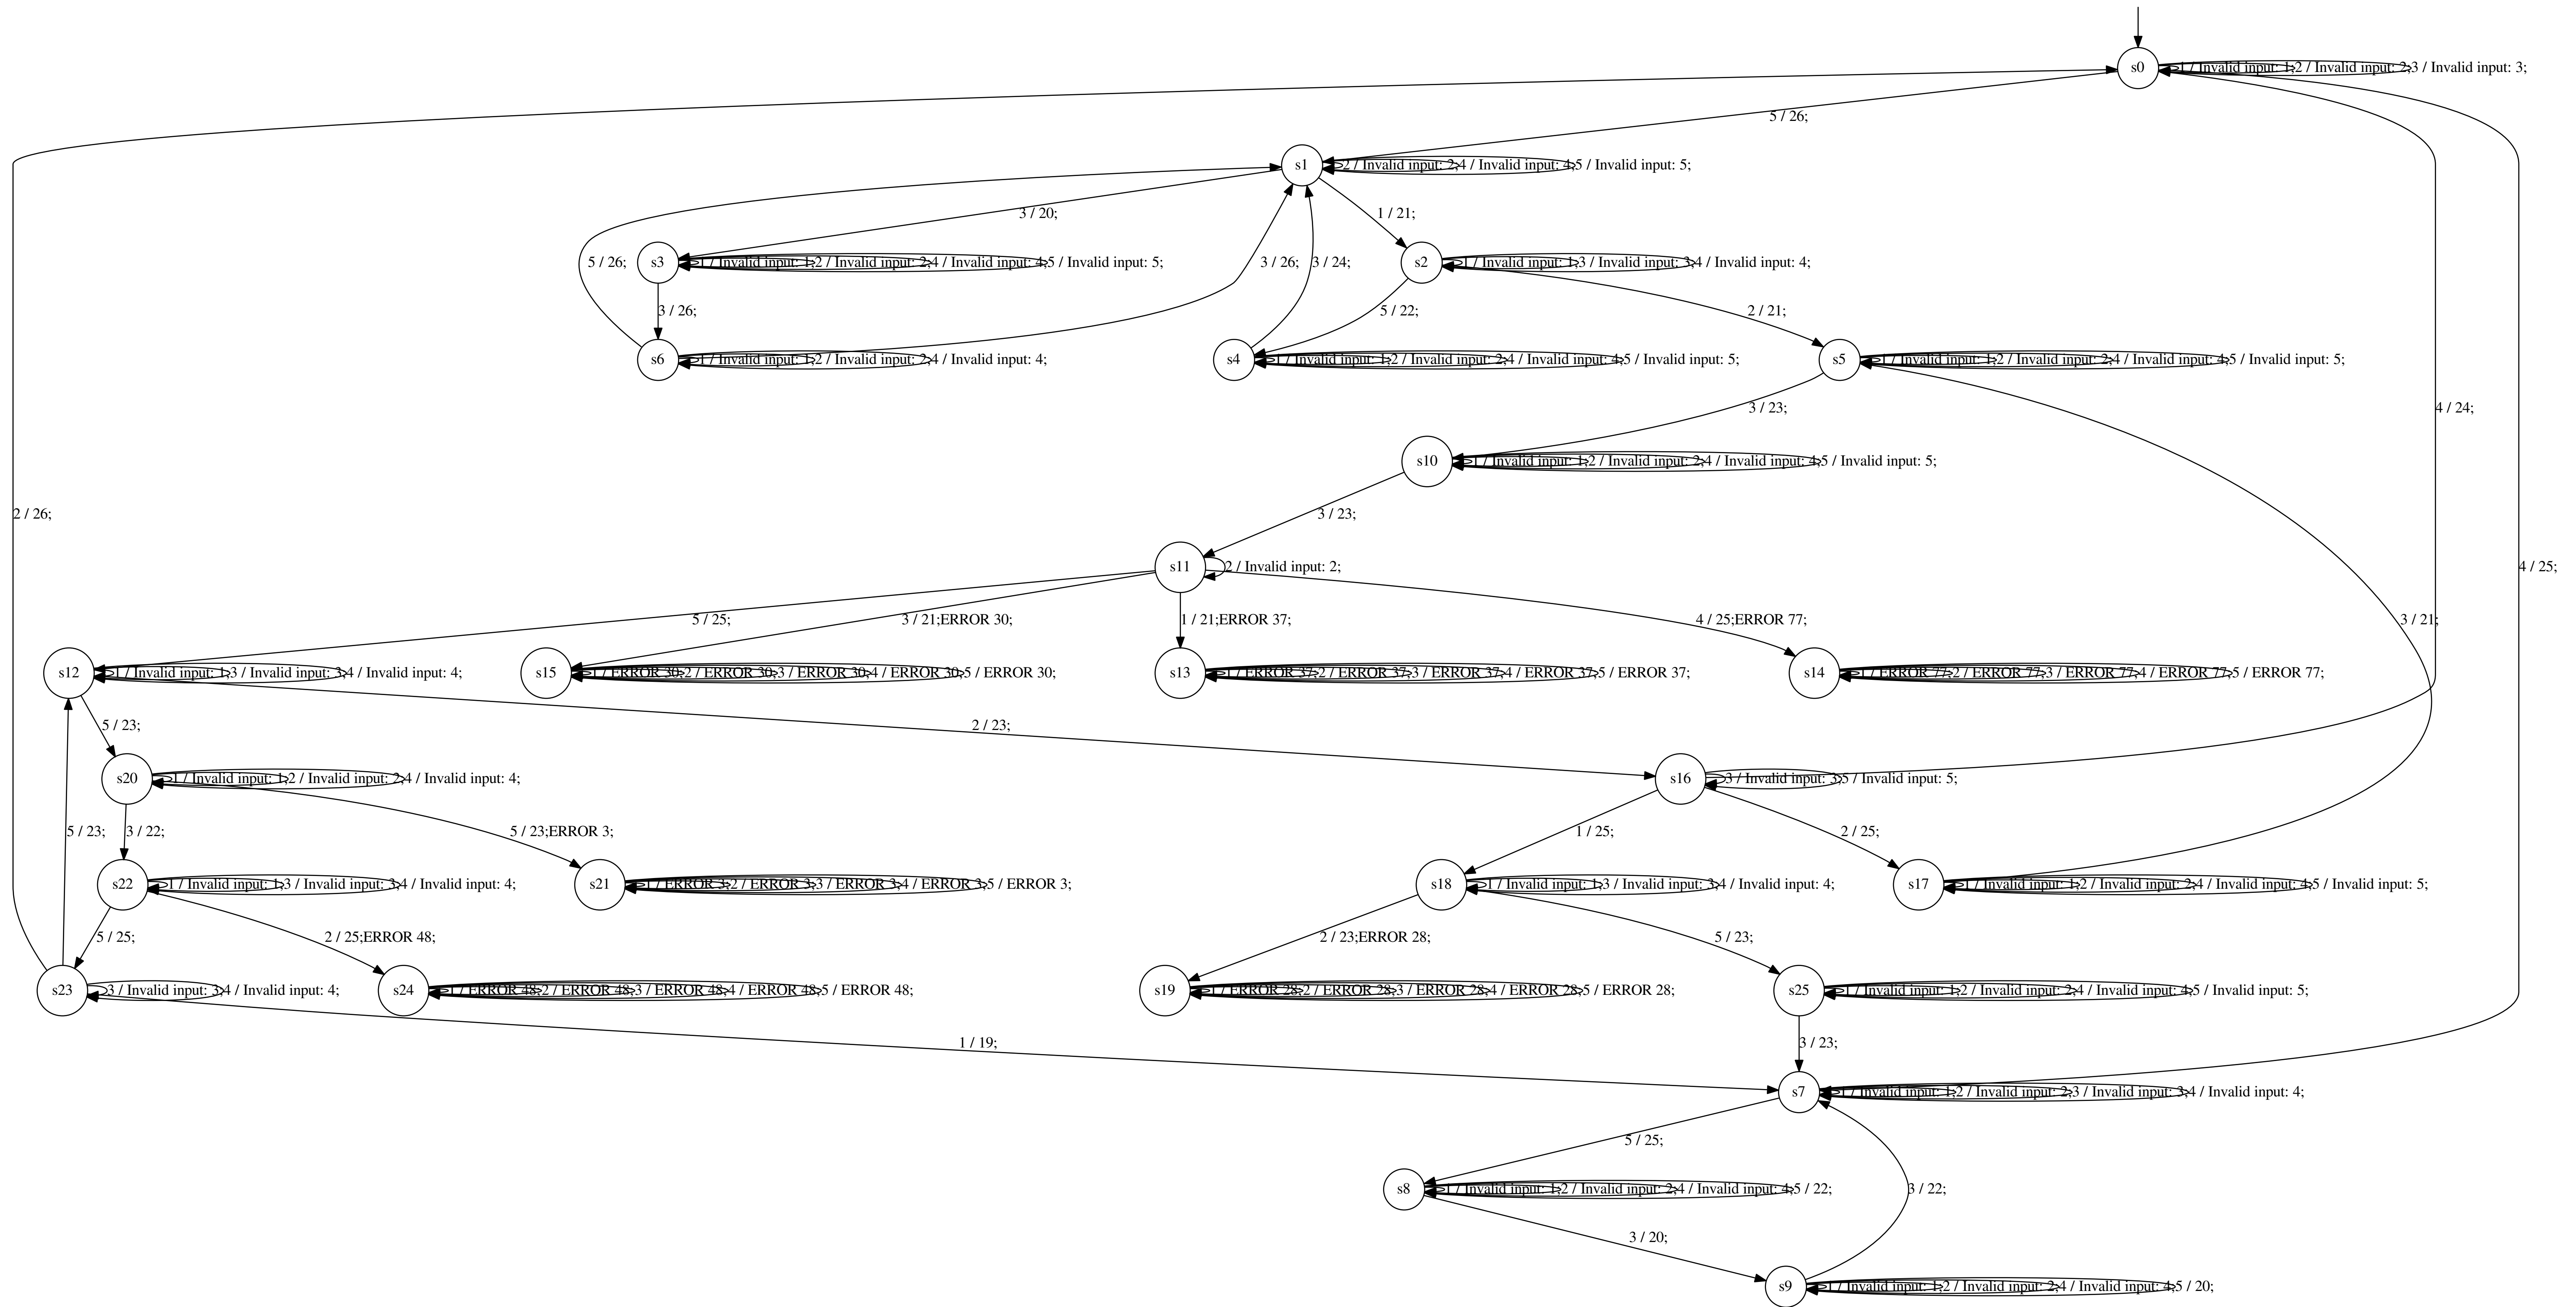 s0
1 / Invalid input: 1;
2 / Invalid input: 2;
3 / Invalid input: 3;
5 / 26;
s1
2 / Invalid input: 2;
4 / Invalid input: 4;
5 / Invalid input: 5;
3 / 20;
1 / 21;
s3
1 / Invalid input: 1;
2 / Invalid input: 2;
4 / Invalid input: 4;
5 / Invalid input: 5;
s2
1 / Invalid input: 1;
3 / Invalid input: 3;
4 / Invalid input: 4;
5 / 26;
3 / 26;
3 / 24;
3 / 26;
5 / 22;
2 / 21;
s6
1 / Invalid input: 1;
2 / Invalid input: 2;
4 / Invalid input: 4;
s4
1 / Invalid input: 1;
2 / Invalid input: 2;
4 / Invalid input: 4;
5 / Invalid input: 5;
s5
1 / Invalid input: 1;
2 / Invalid input: 2;
4 / Invalid input: 4;
5 / Invalid input: 5;
3 / 23;
4 / 24;
s10
1 / Invalid input: 1;
2 / Invalid input: 2;
4 / Invalid input: 4;
5 / Invalid input: 5;
2 / 26;
3 / 23;
s11
2 / Invalid input: 2;
4 / 25;
5 / 25;
3 / 21;ERROR 30;
1 / 21;ERROR 37;
4 / 25;ERROR 77;
3 / 21;
s12
1 / Invalid input: 1;
3 / Invalid input: 3;
4 / Invalid input: 4;
s15
1 / ERROR 30;
2 / ERROR 30;
3 / ERROR 30;
4 / ERROR 30;
5 / ERROR 30;
s13
1 / ERROR 37;
2 / ERROR 37;
3 / ERROR 37;
4 / ERROR 37;
5 / ERROR 37;
s14
1 / ERROR 77;
2 / ERROR 77;
3 / ERROR 77;
4 / ERROR 77;
5 / ERROR 77;
5 / 23;
2 / 23;
s20
1 / Invalid input: 1;
2 / Invalid input: 2;
4 / Invalid input: 4;
s16
3 / Invalid input: 3;
5 / Invalid input: 5;
5 / 23;
3 / 22;
5 / 23;ERROR 3;
1 / 25;
2 / 25;
s22
1 / Invalid input: 1;
3 / Invalid input: 3;
4 / Invalid input: 4;
s21
1 / ERROR 3;
2 / ERROR 3;
3 / ERROR 3;
4 / ERROR 3;
5 / ERROR 3;
s18
1 / Invalid input: 1;
3 / Invalid input: 3;
4 / Invalid input: 4;
s17
1 / Invalid input: 1;
2 / Invalid input: 2;
4 / Invalid input: 4;
5 / Invalid input: 5;
5 / 25;
2 / 25;ERROR 48;
2 / 23;ERROR 28;
5 / 23;
s23
3 / Invalid input: 3;
4 / Invalid input: 4;
s24
1 / ERROR 48;
2 / ERROR 48;
3 / ERROR 48;
4 / ERROR 48;
5 / ERROR 48;
s19
1 / ERROR 28;
2 / ERROR 28;
3 / ERROR 28;
4 / ERROR 28;
5 / ERROR 28;
s25
1 / Invalid input: 1;
2 / Invalid input: 2;
4 / Invalid input: 4;
5 / Invalid input: 5;
1 / 19;
3 / 23;
s7
1 / Invalid input: 1;
2 / Invalid input: 2;
3 / Invalid input: 3;
4 / Invalid input: 4;
5 / 25;
s8
1 / Invalid input: 1;
2 / Invalid input: 2;
4 / Invalid input: 4;
5 / 22;
3 / 22;
3 / 20;
s9
1 / Invalid input: 1;
2 / Invalid input: 2;
4 / Invalid input: 4;
5 / 20;